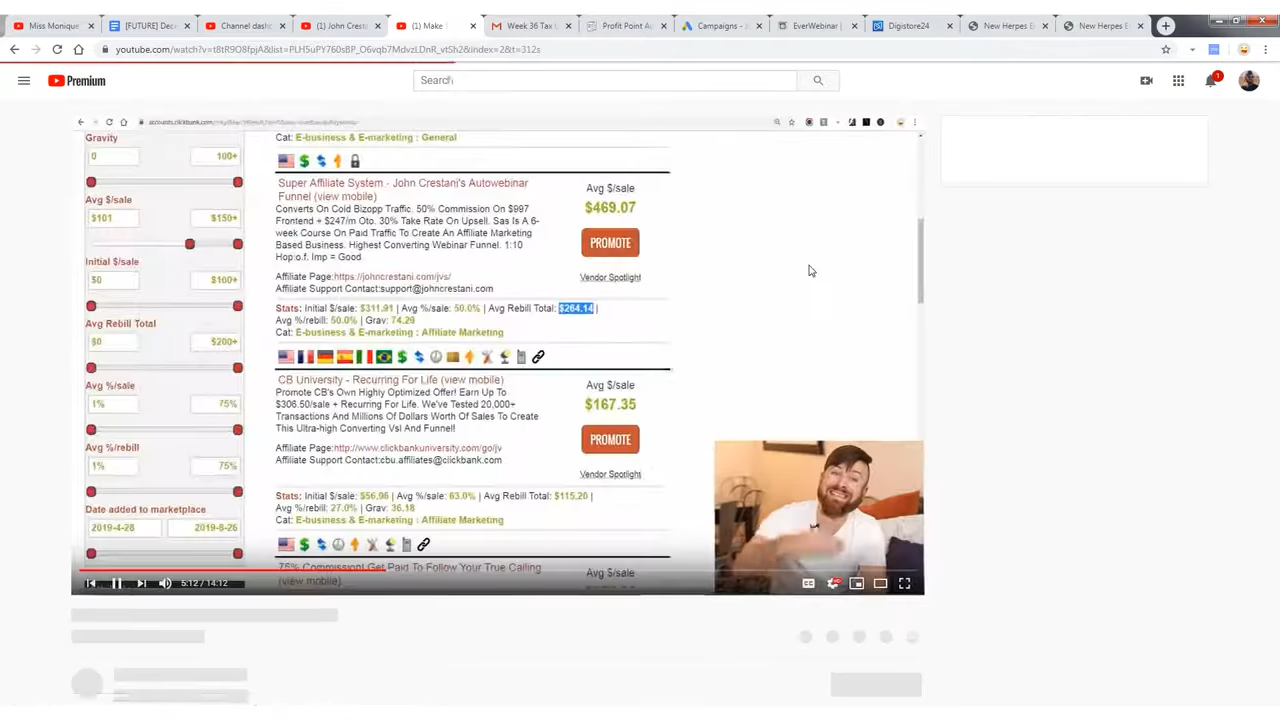 Miss Monique
[FUTURE] Dec
Channel dash
(1) John Cresta
(1) Make
Week 36 Tax
Profit Point Au
Campaigns -
EverWebinar |
Digistore24
New Herpes B
New Herpes B
youtube.com/watch?v=t8tR9O8fpjA&list=PLH5uPY760sBP_O6vqb7MdvzLDnR_vtSh2&index=2&t=312s
Premium
Search
1
Gravity
0 100+
Avg $/sale
$101 $150+
Initial $/sale
$0 $100+
Avg Rebill Total
$0 $200+
Avg %/sale
1% 75%
Avg %/rebill
1% 75%
Date added to marketplace
2019-4-28 2019-8-26
Cat: E-business & E-marketing : General
Super Affiliate System - John Crestani's Autowebinar
Funnel (view mobile)
Converts On Cold Bizopp Traffic. 50% Commission On $997
Frontend + $247/m Oto. 30% Take Rate On Upsell. Sas Is A 6-
week Course On Paid Traffic To Create An Affiliate Marketing
Based Business. Highest Converting Webinar Funnel. 1:10
Hop:o.f. Imp = Good
Avg $/sale
$469.07
PROMOTE
Vendor Spotlight
Affiliate Page:https://johncrestani.com/jvs/
Affiliate Support Contact:support@johncrestani.com
Stats: Initial $/sale: $311.91 | Avg %/sale: 50.0% | Avg Rebill Total: $264.14 |
Avg %/rebill: 50.0% | Grav: 74.29
Cat: E-business & E-marketing : Affiliate Marketing
CB University - Recurring For Life (view mobile)
Promote CB's Own Highly Optimized Offer! Earn Up To
$306.50/sale + Recurring For Life. We've Tested 20,000+
Transactions And Millions Of Dollars Worth Of Sales To Create
This Ultra-high Converting Vsl And Funnel!
Avg $/sale
$167.35
PROMOTE
Vendor Spotlight
Affiliate Page:http://www.clickbankuniversity.com/go/jv
Affiliate Support Contact:cbu.affiliates@clickbank.com
Stats: Initial $/sale: $56.96 | Avg %/sale: 63.0% | Avg Rebill Total: $115.20 |
Avg %/rebill: 27.0% | Grav: 36.18
Cat: E-business & E-marketing : Affiliate Marketing
75% Commission! Get Paid To Follow Your True Calling
(view mobile)
Avg $/sale
5:12 / 14:12
CC